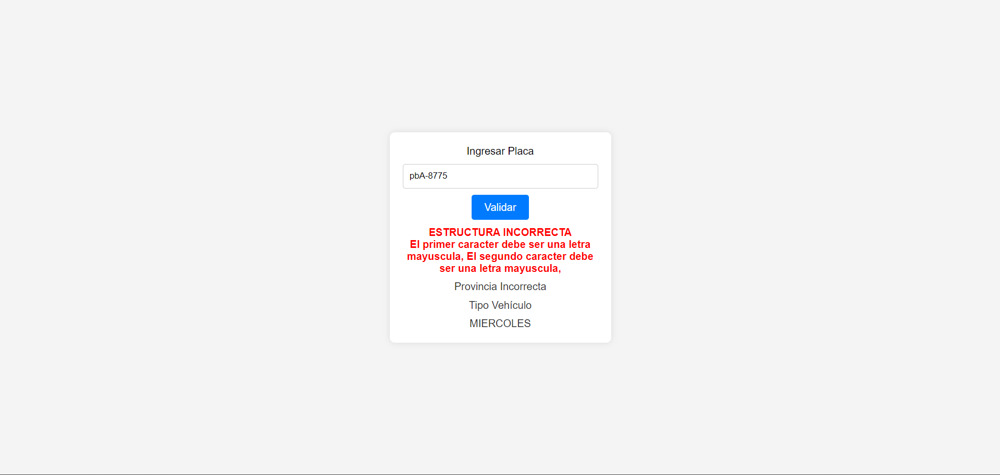 Ingresar Placa
pbA-8775
Validar
ESTRUCTURA INCORRECTA
El primer caracter debe ser una letra
mayuscula, El segundo caracter debe
ser una letra mayuscula,
Provincia Incorrecta
Tipo Vehículo
MIERCOLES